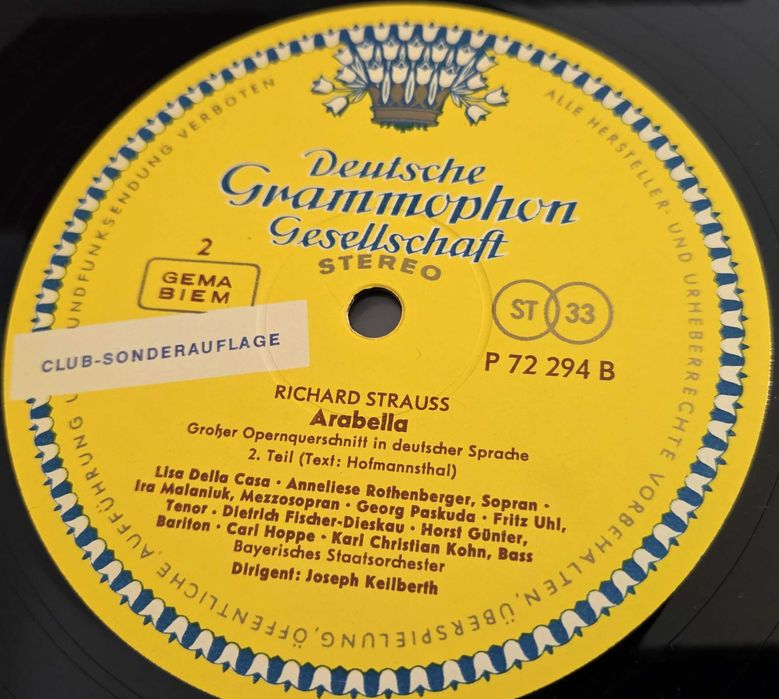 Deutsche
Grammophon
Gesellschaft
STEREO
2
GEMA
BIEM
CLUB-SONDERAUFLAGE
ST 33
P 72 294 B
RICHARD STRAUSS
Arabella
Großer Opernquerschnitt in deutscher Sprache
2. Teil (Text: Hofmannsthal)
Lisa Della Casa · Anneliese Rothenberger, Sopran ·
Ira Malaniuk, Mezzosopran · Georg Paskuda · Fritz Uhl,
Tenor · Dietrich Fischer-Dieskau · Horst Günter,
Bariton · Carl Hoppe · Karl Christian Kohn, Bass
Bayerisches Staatsorchester
Dirigent: Joseph Keilberth
ALLE HERSTELLER- UND URHEBERRECHTE VORBEHALTEN, ÜBERSPIELUNG, ÖFFENTLICHE AUFFÜHRUNG U RUNDFUNKSENDUNG VERBOTEN